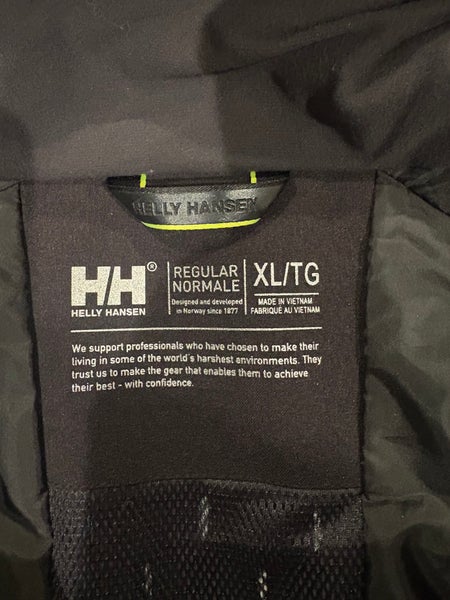 HELLY HANSEN
H/H®
HELLY HANSEN
REGULAR
NORMALE
Designed and developed
in Norway since 1877
XL/TG
MADE IN VIETNAM
FABRIQUÉ AU VIETNAM
We support professionals who have chosen to make their
living in some of the world's harshest environments. They
trust us to make the gear that enables them to achieve
their best - with confidence.